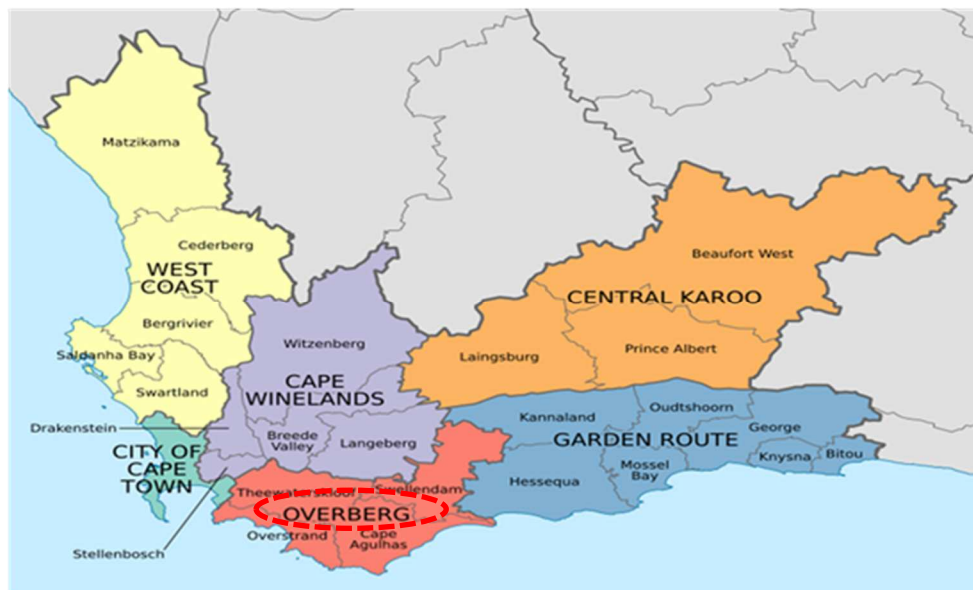 Matzikama
Cederberg
WEST
COAST
Bergrivier
Saldanha Bay
Swartland
Beaufort West
CENTRAL KAROO
Laingsburg
Prince Albert
Witzenberg
CAPE
WINELANDS
Drakenstein
Breede
Valley
Langeberg
CITY OF
CAPE
TOWN
Stellenbosch
Kannaland
Oudtshoorn
George
GARDEN ROUTE
Knysna
Bitou
Mossel
Bay
Hessequa
Theewaterskloof
Swellendam
OVERBERG
Overstrand
Cape
Agulhas